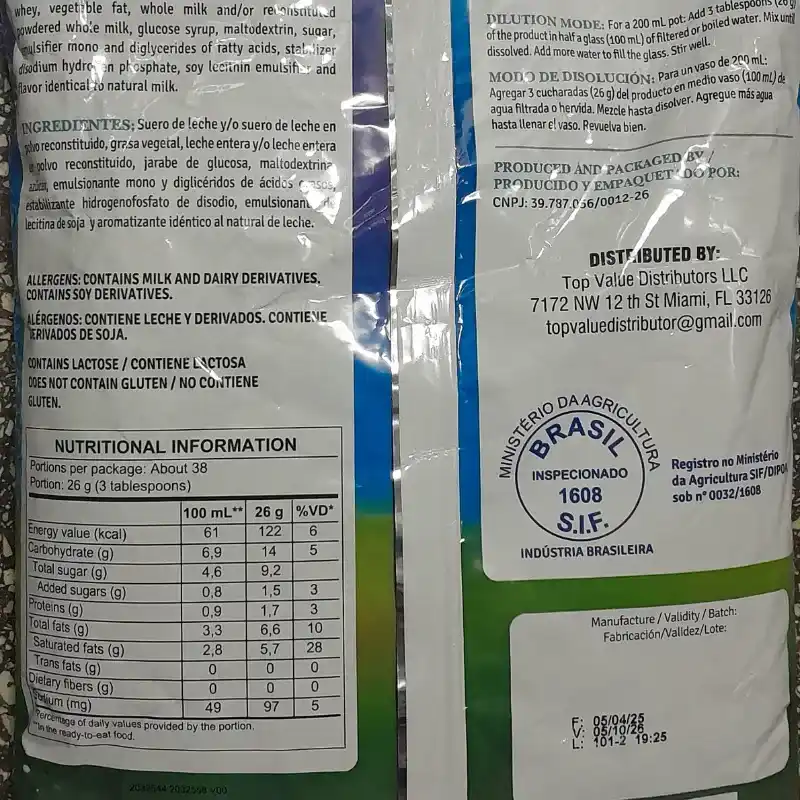 whey, vegetable fat, whole milk and/or reconstituted
powdered whole milk, glucose syrup, maltodextrin, sugar,
emulsifier mono and diglycerides of fatty acids, stabilizer
disodium hydrogen phosphate, soy lecithin emulsifier and
flavor identical to natural milk.
INGREDIENTES: Suero de leche y/o suero de leche en
polvo reconstituido, grasa vegetal, leche entera y/o leche entera
en polvo reconstituido, jarabe de glucosa, maltodextrina,
azúcar, emulsionante mono y diglicéridos de ácidos grasos,
estabilizante hidrogenofosfato de disodio, emulsionante de
lecitina de soja y aromatizante idéntico al natural de leche.
ALLERGENS: CONTAINS MILK AND DAIRY DERIVATIVES.
CONTAINS SOY DERIVATIVES.
ALÉRGENOS: CONTIENE LECHE Y DERIVADOS. CONTIENE
DERIVADOS DE SOJA.
CONTAINS LACTOSE / CONTIENE LACTOSA
DOES NOT CONTAIN GLUTEN / NO CONTIENE
GLUTEN.
NUTRITIONAL INFORMATION
Portions per package: About 38
Portion: 26 g (3 tablespoons)
100 mL** 26 g %VD*
Energy value (kcal) 61 122 6
Carbohydrate (g) 6,9 14 5
Total sugar (g) 4,6 9,2
Added sugars (g) 0,8 1,5 3
Proteins (g) 0,9 1,7 3
Total fats (g) 3,3 6,6 10
Saturated fats (g) 2,8 5,7 28
Trans fats (g) 0 0 0
Dietary fibers (g) 0 0 0
Sodium (mg) 49 97 5
*Percentage of daily values provided by the portion.
**In the ready-to-eat food.
2039544 2032558 V00
DILUTION MODE: For a 200 mL pot: Add 3 tablespoons (26 g)
of the product in half a glass (100 mL) of filtered or boiled water. Mix until
dissolved. Add more water to fill the glass. Stir well.
MODO DE DISOLUCIÓN: Para un vaso de 200 mL:
Agregar 3 cucharadas (26 g) del producto en medio vaso (100 mL) de
agua filtrada o hervida. Mezcle hasta disolver. Agregue más agua
hasta llenar el vaso. Revuelva bien.
PRODUCED AND PACKAGED BY /
PRODUCIDO Y EMPAQUETADO POR:
CNPJ: 39.787.056/0012-26
DISTRIBUTED BY:
Top Value Distributors LLC
7172 NW 12 th St Miami, FL 33126
topvaluedistributor@gmail.com
MINISTÉRIO DA AGRICULTURA
BRASIL
INSPECIONADO
1608
S.I.F.
INDÚSTRIA BRASILEIRA
Registro no Ministério
da Agricultura SIF/DIPOA
sob nº 0032/1608
Manufacture / Validity / Batch:
Fabricación/Validez/Lote:
F: 05/04/25
V: 05/10/26
L: 101-2 19:25